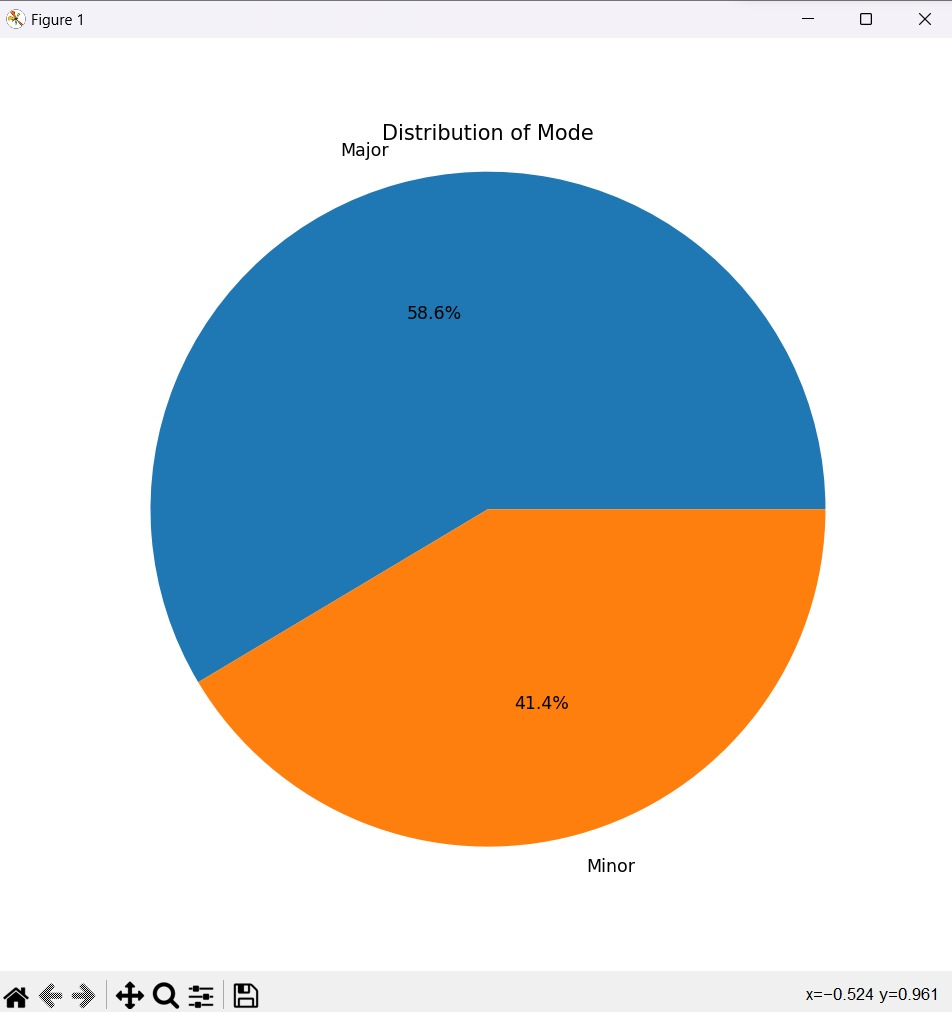 Figure 1
Distribution of Mode
Major
58.6%
41.4%
Minor
x=−0.524 y=0.961